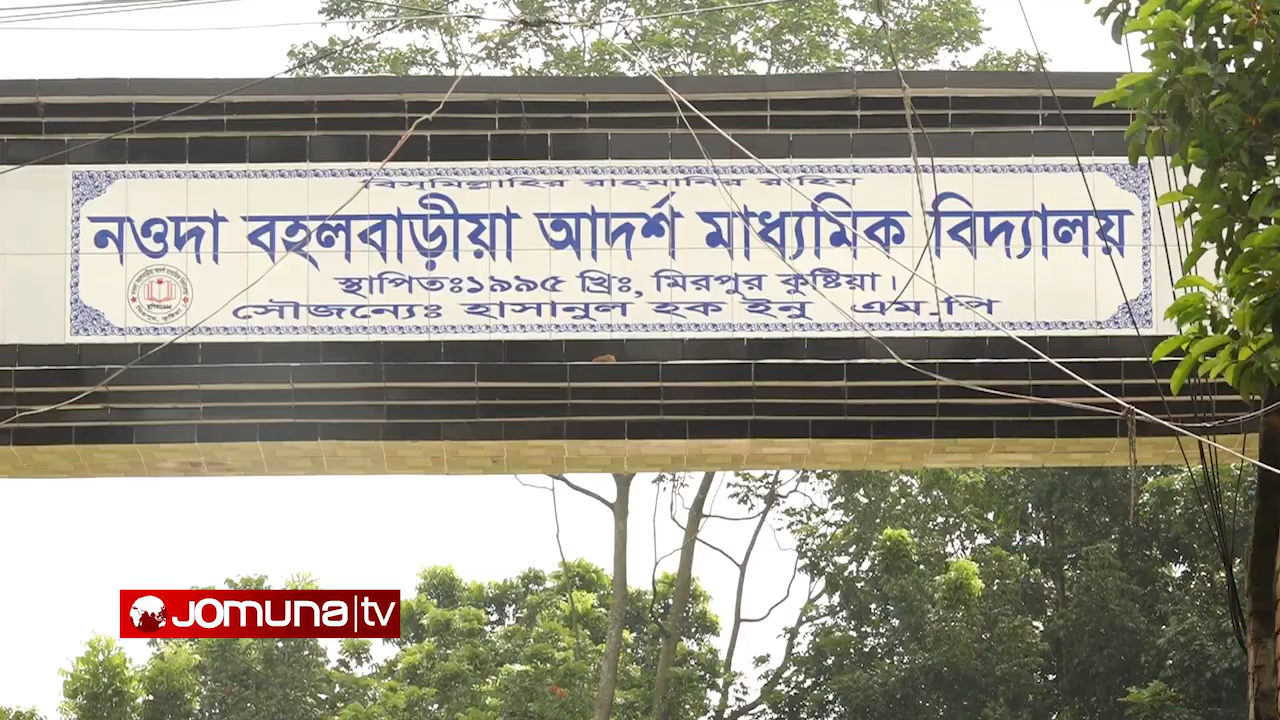 বিসমিল্লাহির রাহমানির রাহিম
নওদা বহলবাড়ীয়া আদর্শ মাধ্যমিক বিদ্যালয়
স্থাপিতঃ১৯৯৫ খ্রিঃ, মিরপুর কুষ্টিয়া।
সৌজন্যেঃ হাসানুল হক ইনু এম.পি
JOMUNA|tv